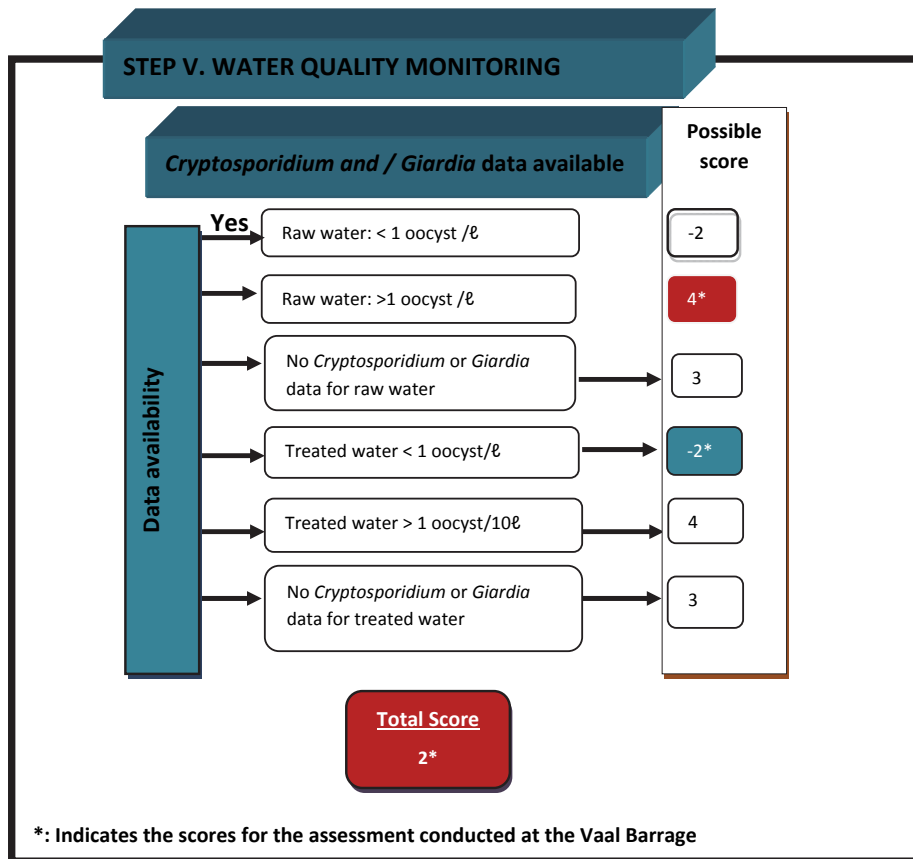 STEP V. WATER QUALITY MONITORING
Cryptosporidium and / Giardia data available
Possible
score
Data availability
Yes
Raw water: < 1 oocyst /ℓ
-2
Raw water: >1 oocyst /ℓ
4*
No Cryptosporidium or Giardia
data for raw water
3
Treated water < 1 oocyst/ℓ
-2*
Treated water > 1 oocyst/10ℓ
4
No Cryptosporidium or Giardia
data for treated water
3
Total Score
2*
*: Indicates the scores for the assessment conducted at the Vaal Barrage